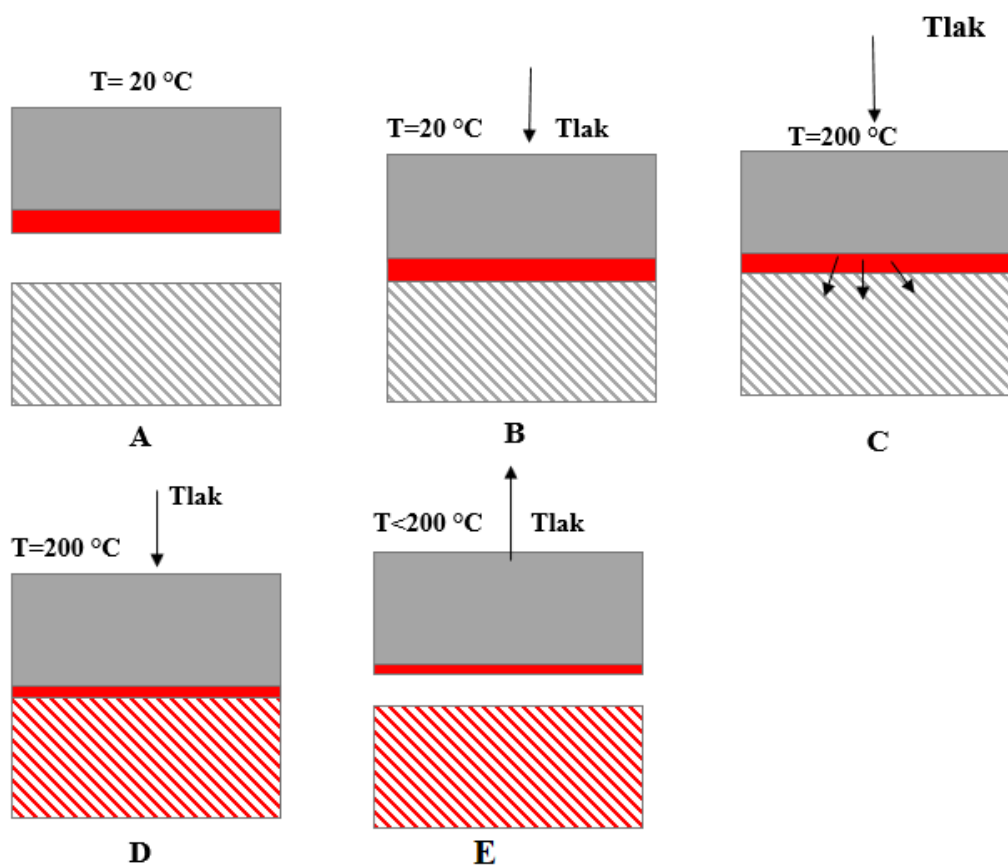 T= 20 °C
A
T=20 °C
Tlak
B
Tlak
T=200 °C
C
Tlak
T=200 °C
D
T<200 °C
Tlak
E